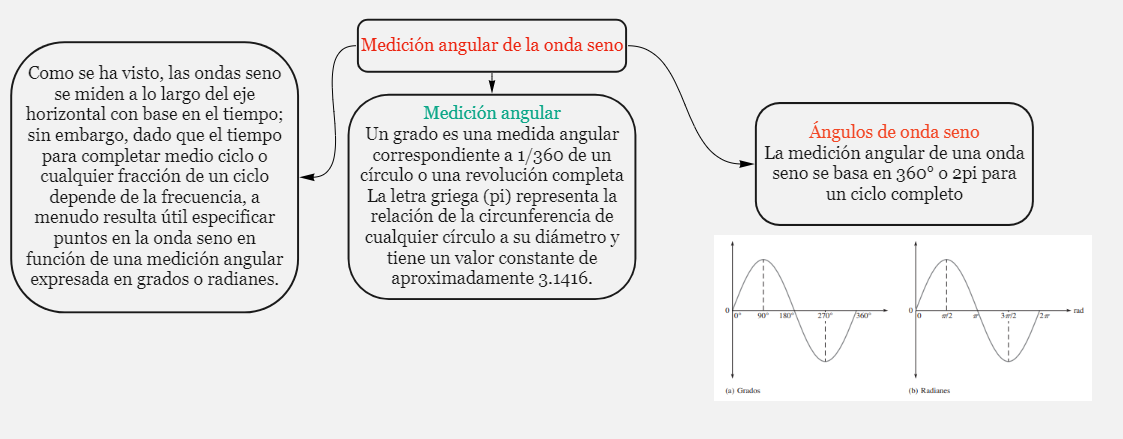 Medición angular de la onda seno
Como se ha visto, las ondas seno
se miden a lo largo del eje
horizontal con base en el tiempo;
sin embargo, dado que el tiempo
para completar medio ciclo o
cualquier fracción de un ciclo
depende de la frecuencia, a
menudo resulta útil especificar
puntos en la onda seno en
función de una medición angular
expresada en grados o radianes.
Medición angular
Un grado es una medida angular
correspondiente a 1/360 de un
círculo o una revolución completa
La letra griega (pi) representa la
relación de la circunferencia de
cualquier círculo a su diámetro y
tiene un valor constante de
aproximadamente 3.1416.
Ángulos de onda seno
La medición angular de una onda
seno se basa en 360° o 2pi para
un ciclo completo
0
0° 90° 180° 270° 360°
(a) Grados
0
0 π/2 π 3π/2 2π rad
(b) Radianes